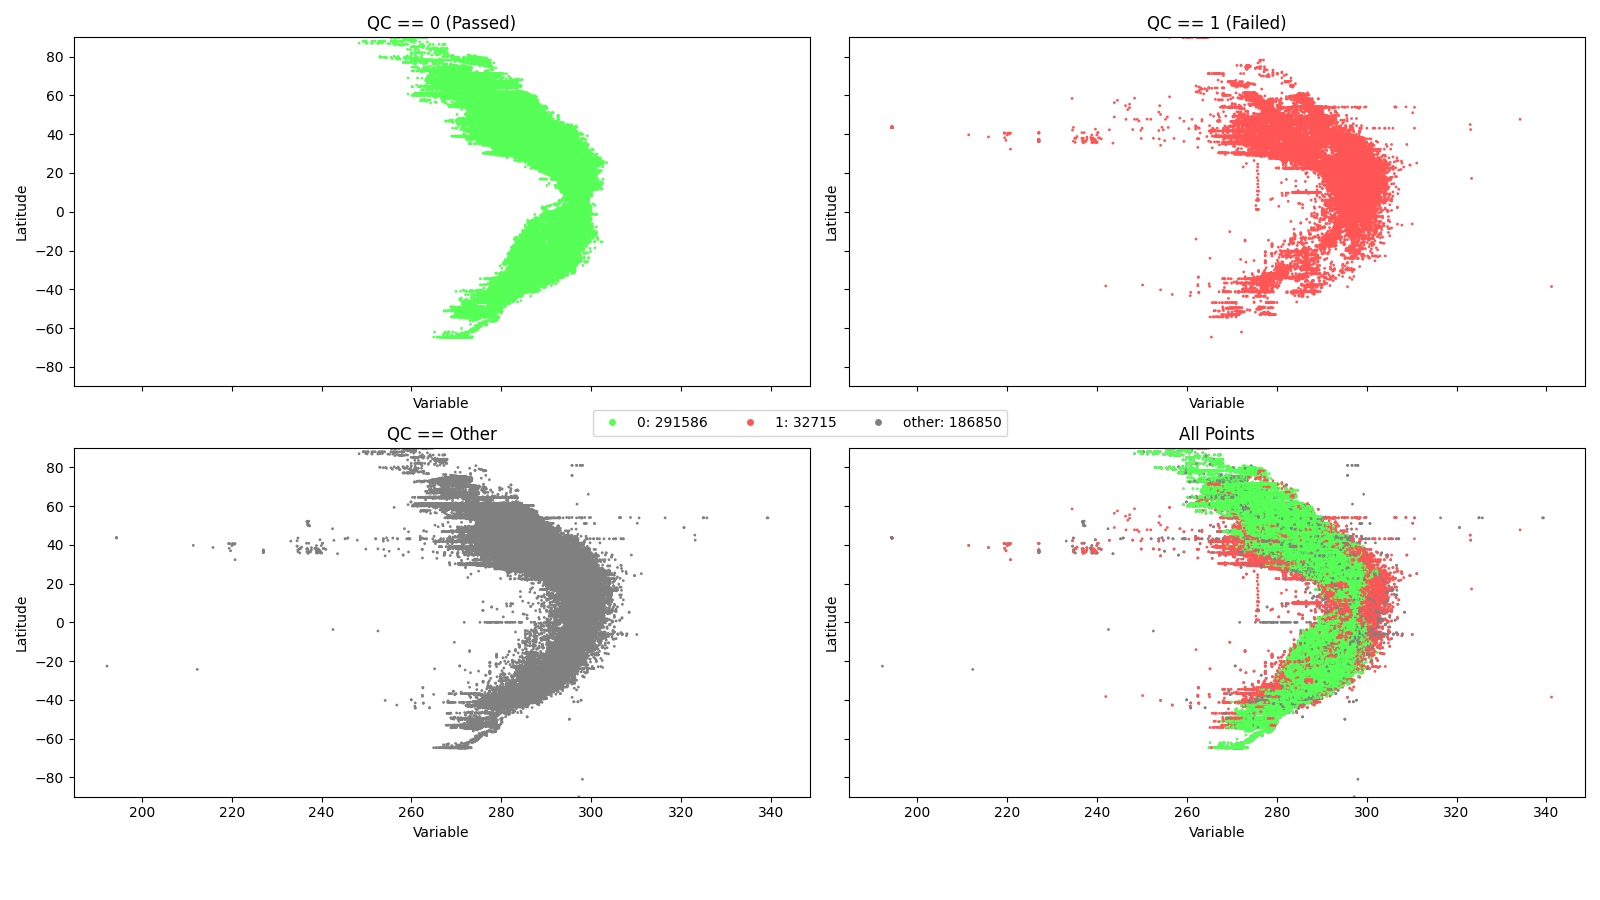 QC == 0 (Passed)
QC == 1 (Failed)
80
60
40
20
0
−20
−40
−60
−80
Latitude
Latitude
Variable
Variable
0: 291586
1: 32715
other: 186850
QC == Other
All Points
80
60
40
20
0
−20
−40
−60
−80
Latitude
Latitude
200
220
240
260
280
300
320
340
200
220
240
260
280
300
320
340
Variable
Variable